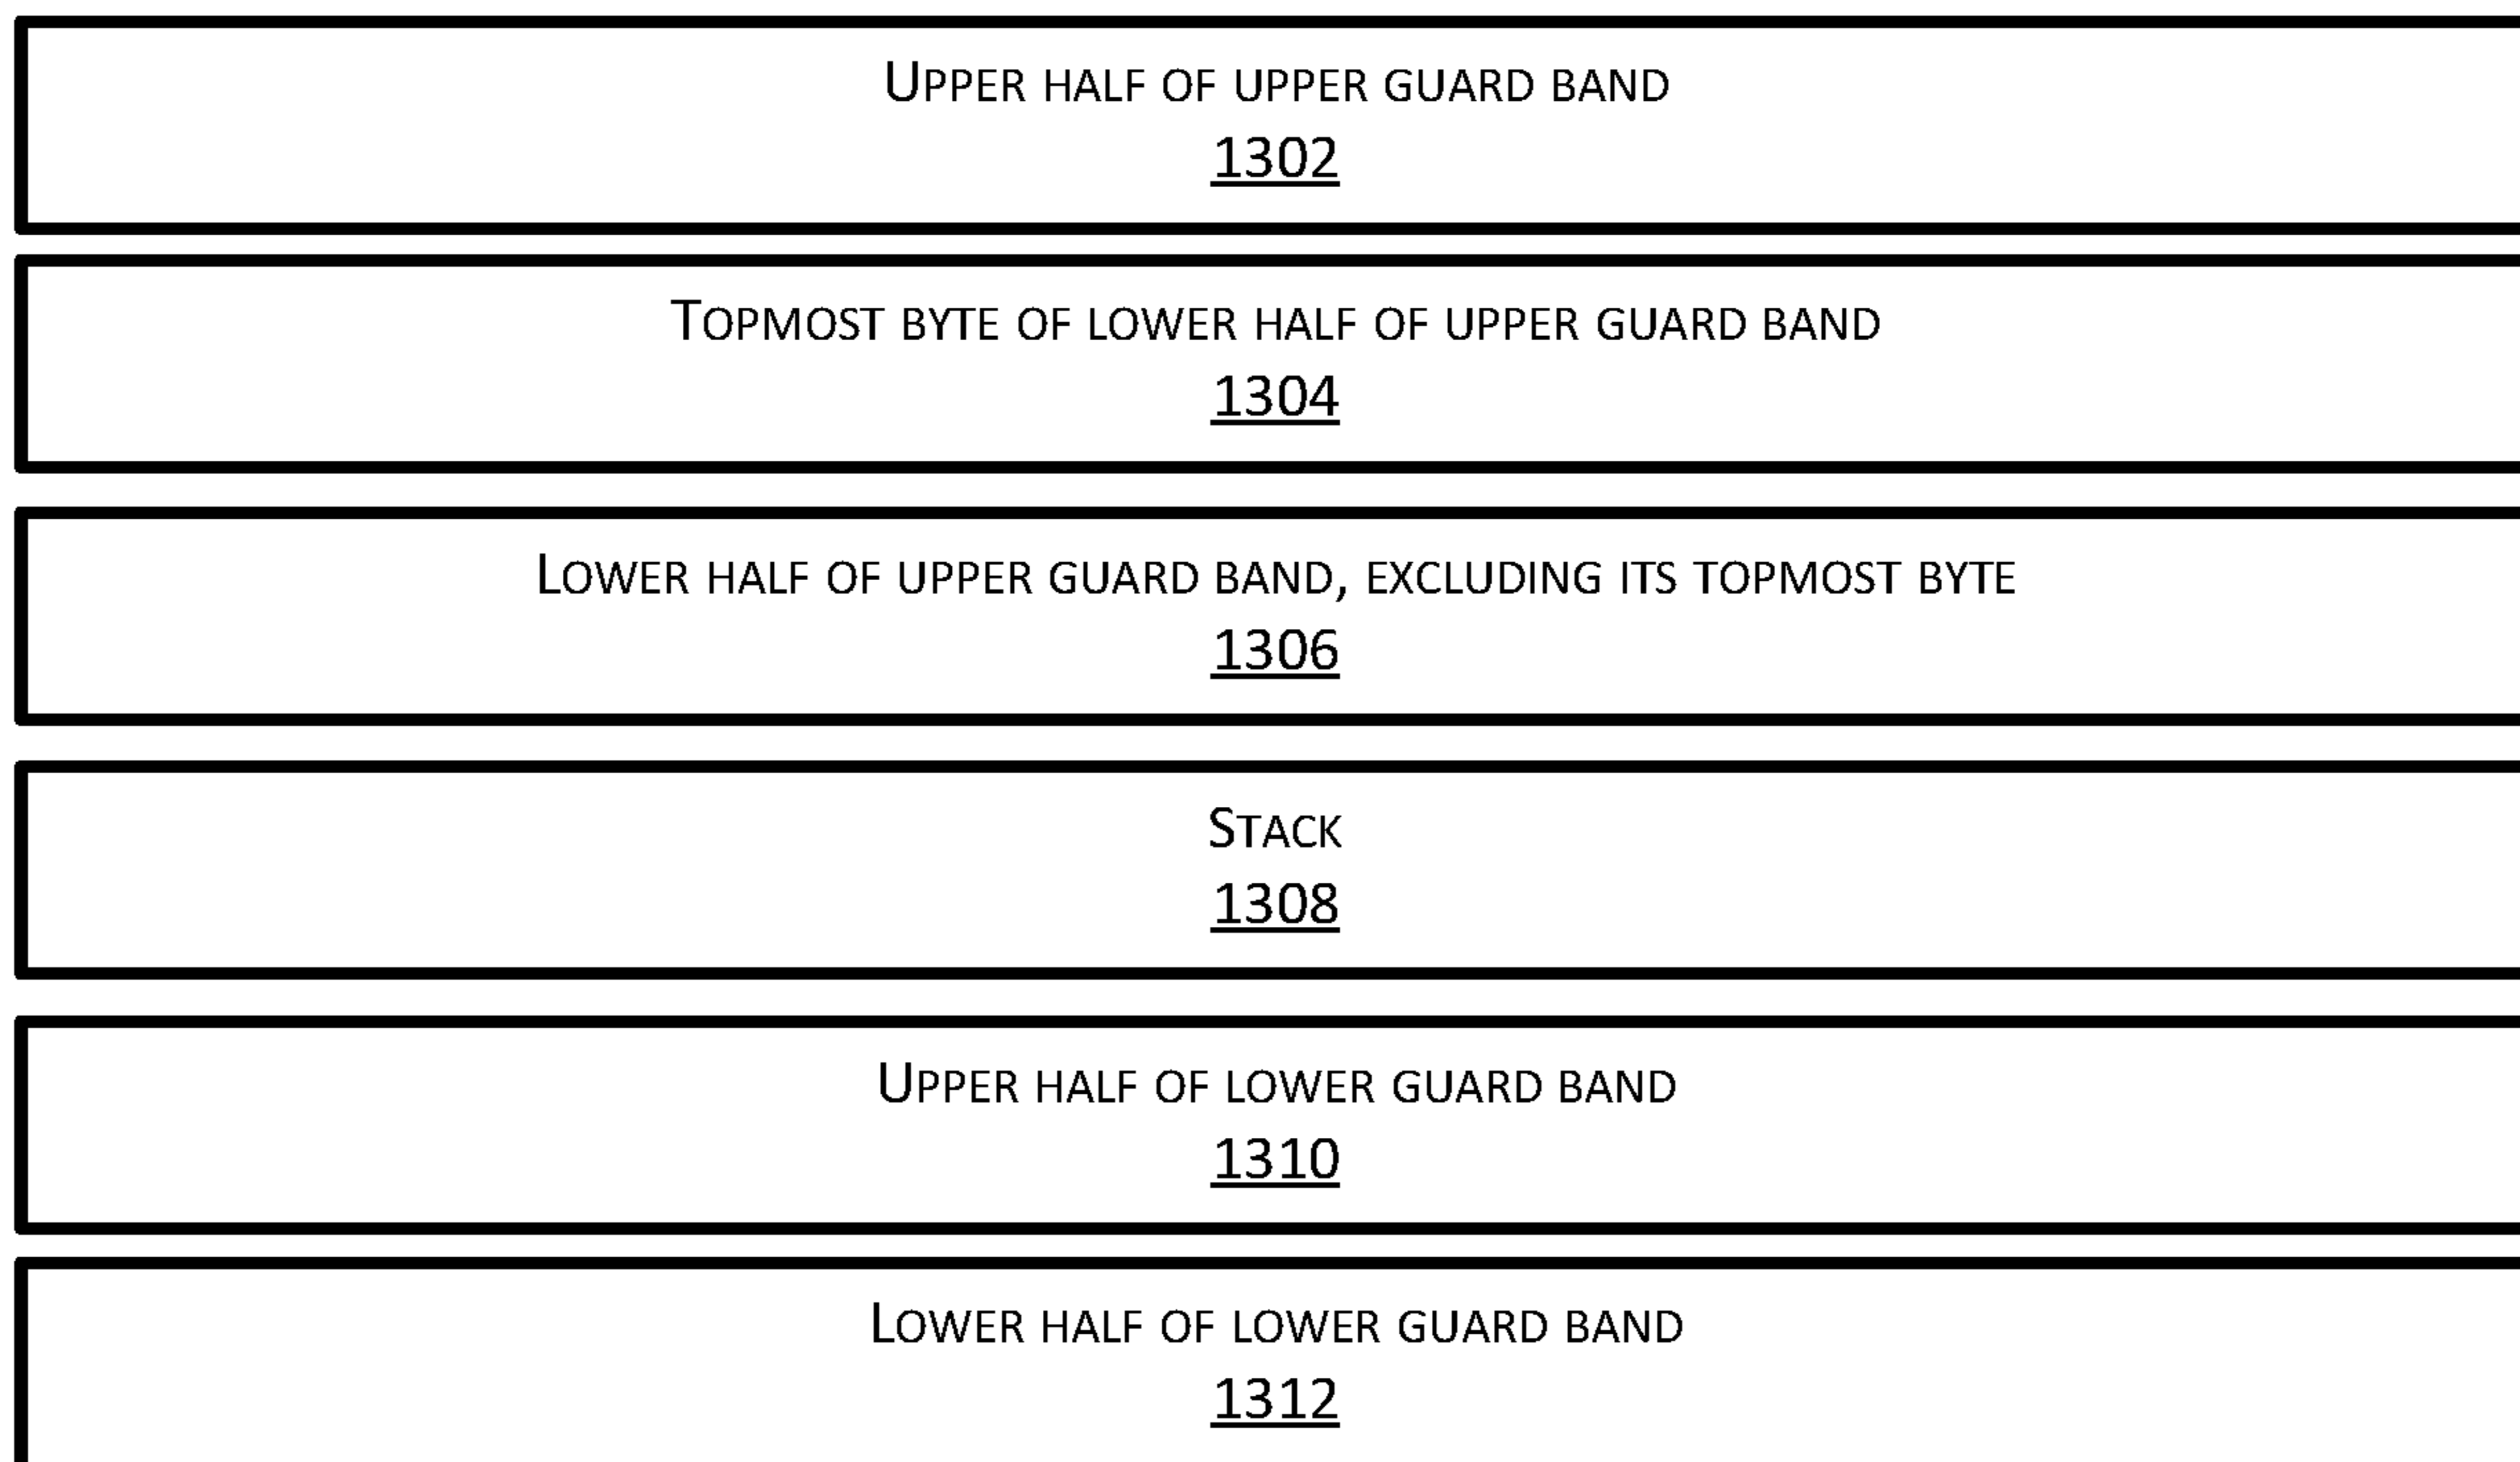 Upper half of upper guard band
1302
Topmost byte of lower half of upper guard band
1304
Lower half of upper guard band, excluding its topmost byte
1306
Stack
1308
Upper half of lower guard band
1310
Lower half of lower guard band
1312